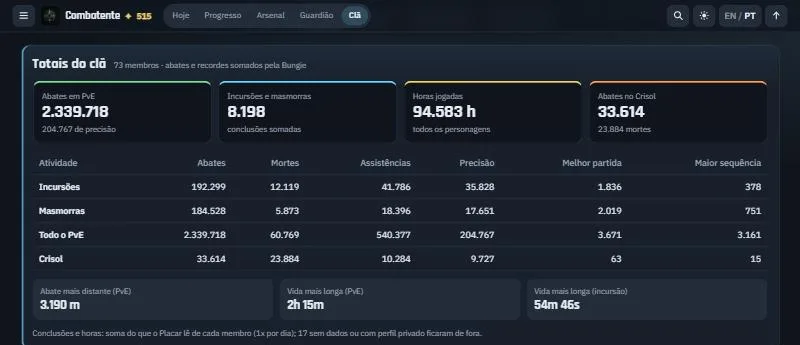 Combatente ✦ 515 Hoje Progresso Arsenal Guardião Clã EN / PT
Totais do clã 73 membros · abates e recordes somados pela Bungie
Abates em PvE
2.339.718
204.767 de precisão
Incursões e masmorras
8.198
conclusões somadas
Horas jogadas
94.583 h
todos os personagens
Abates no Crisol
33.614
23.884 mortes
Atividade Abates Mortes Assistências Precisão Melhor partida Maior sequência
Incursões 192.299 12.119 41.786 35.828 1.836 378
Masmorras 184.528 5.873 18.396 17.651 2.019 751
Todo o PvE 2.339.718 60.769 540.377 204.767 3.671 3.161
Crisol 33.614 23.884 10.284 9.727 63 15
Abate mais distante (PvE)
3.190 m
Vida mais longa (PvE)
2h 15m
Vida mais longa (incursão)
54m 46s
Conclusões e horas: soma do que o Placar lê de cada membro (1x por dia); 17 sem dados ou com perfil privado ficaram de fora.